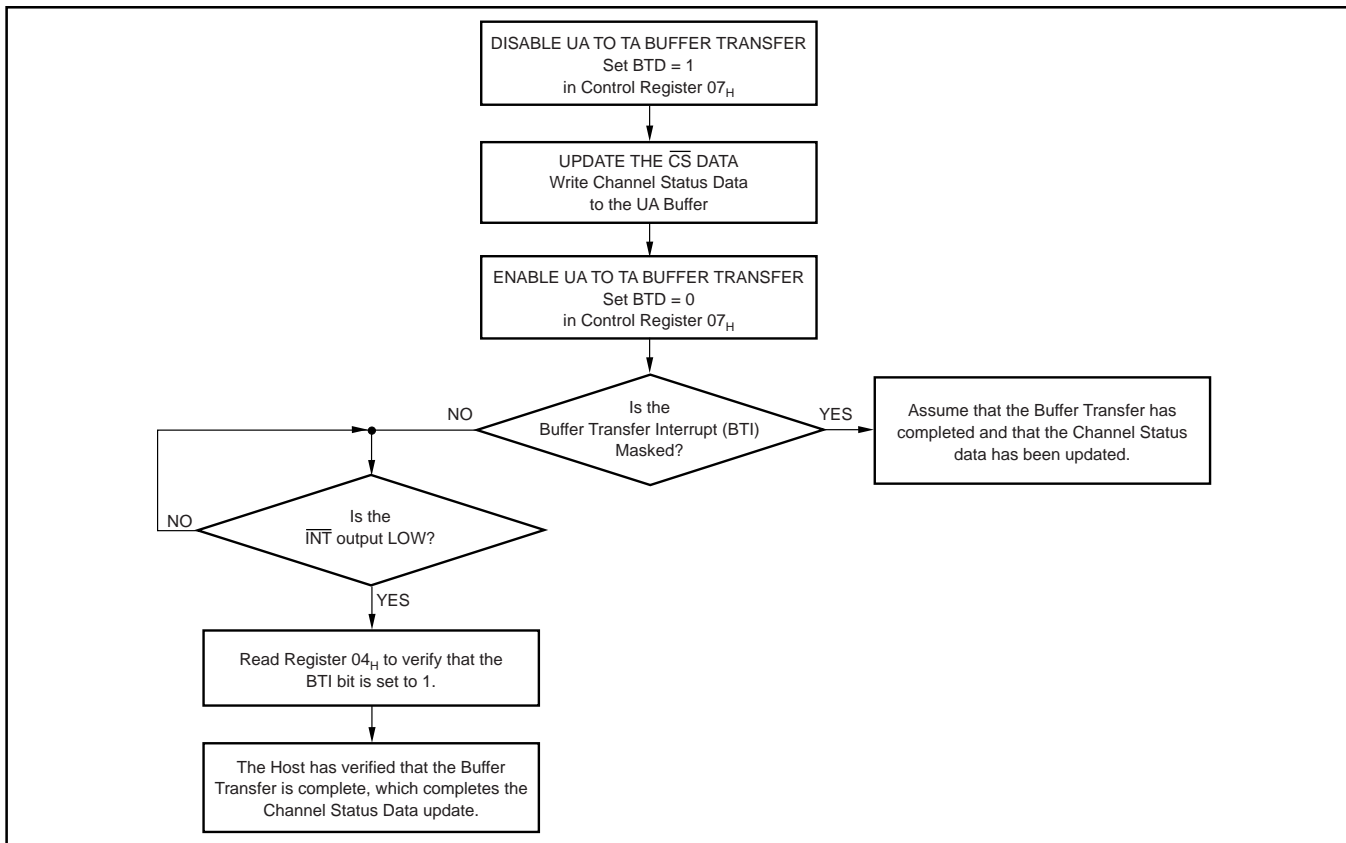 DISABLE UA TO TA BUFFER TRANSFER
Set BTD = 1
in Control Register 07H
UPDATE THE C̅S̅ DATA
Write Channel Status Data
to the UA Buffer
ENABLE UA TO TA BUFFER TRANSFER
Set BTD = 0
in Control Register 07H
NO
Is the
Buffer Transfer Interrupt (BTI)
Masked?
YES
Assume that the Buffer Transfer has
completed and that the Channel Status
data has been updated.
NO
Is the
I̅N̅T̅ output LOW?
YES
Read Register 04H to verify that the
BTI bit is set to 1.
The Host has verified that the Buffer
Transfer is complete, which completes the
Channel Status Data update.